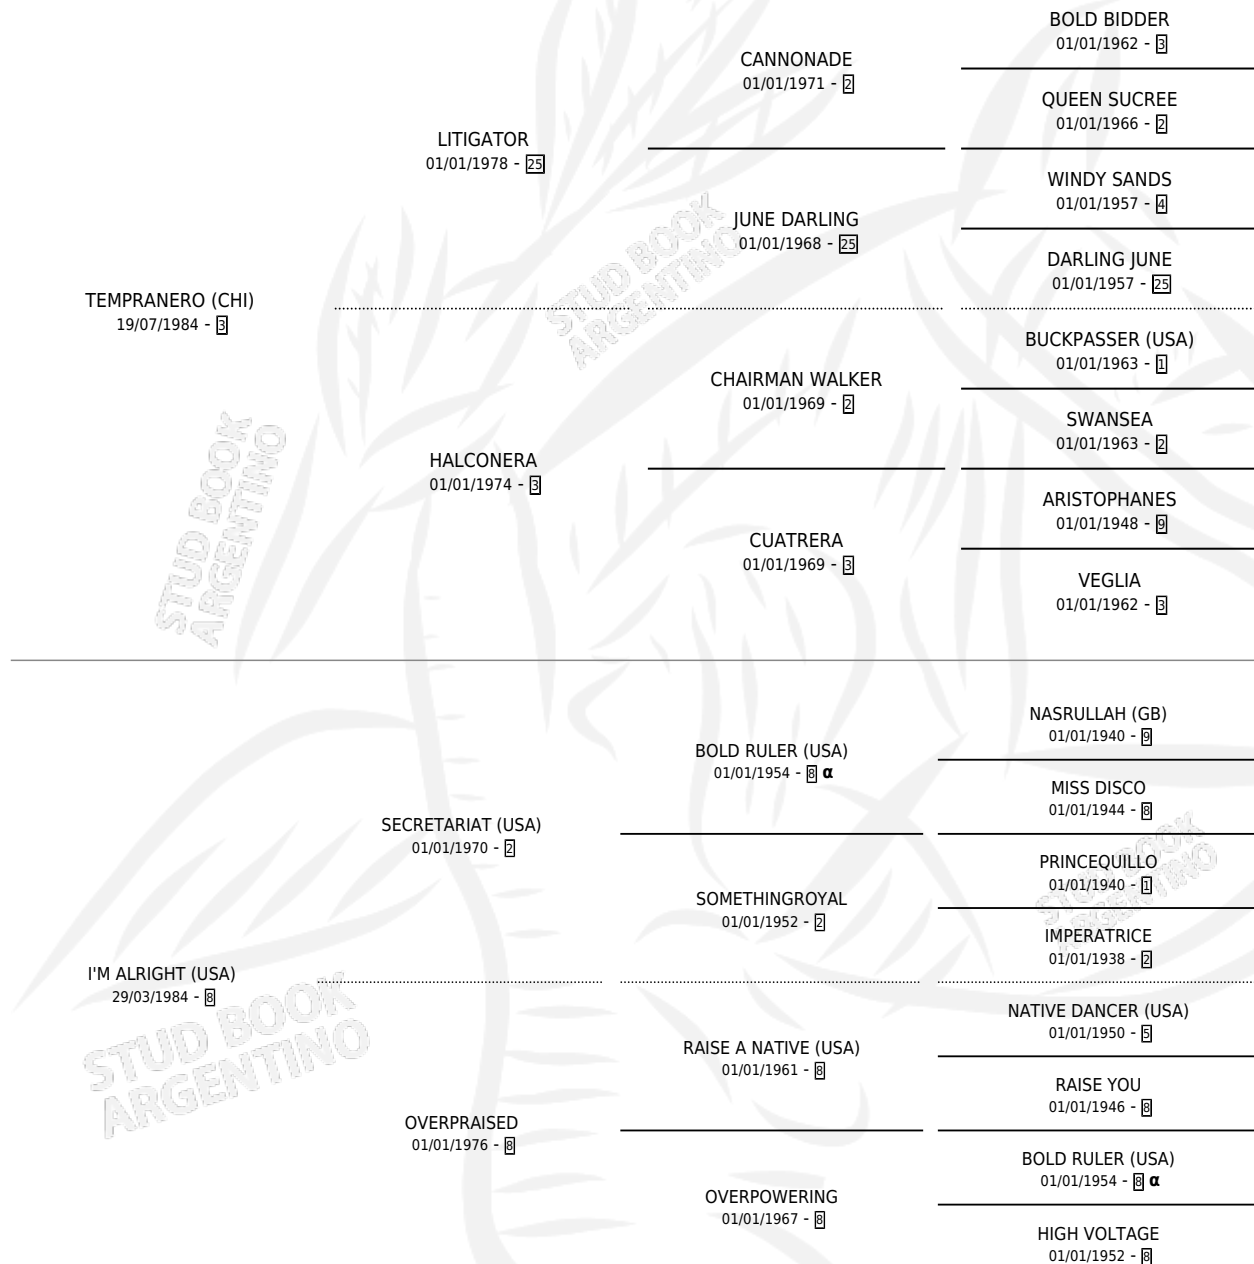 BOLD BIDDER
01/01/1962 - 3
CANNONADE
01/01/1971 - 2
QUEEN SUCREE
01/01/1966 - 2
LITIGATOR
01/01/1978 - 25
WINDY SANDS
01/01/1957 - 4
JUNE DARLING
01/01/1968 - 25
DARLING JUNE
01/01/1957 - 25
TEMPRANERO (CHI)
19/07/1984 - 3
BUCKPASSER (USA)
01/01/1963 - 1
CHAIRMAN WALKER
01/01/1969 - 2
SWANSEA
01/01/1963 - 2
HALCONERA
01/01/1974 - 3
ARISTOPHANES
01/01/1948 - 9
CUATRERA
01/01/1969 - 3
VEGLIA
01/01/1962 - 3
NASRULLAH (GB)
01/01/1940 - 9
BOLD RULER (USA)
01/01/1954 - 8 α
MISS DISCO
01/01/1944 - 8
SECRETARIAT (USA)
01/01/1970 - 2
PRINCEQUILLO
01/01/1940 - 1
SOMETHINGROYAL
01/01/1952 - 2
IMPERATRICE
01/01/1938 - 2
I'M ALRIGHT (USA)
29/03/1984 - 8
NATIVE DANCER (USA)
01/01/1950 - 5
RAISE A NATIVE (USA)
01/01/1961 - 8
RAISE YOU
01/01/1946 - 8
OVERPRAISED
01/01/1976 - 8
BOLD RULER (USA)
01/01/1954 - 8 α
OVERPOWERING
01/01/1967 - 8
HIGH VOLTAGE
01/01/1952 - 8
STUD BOOK
ARGENTINO
STUD BOOK
ARGENTINO
STUD BOOK
ARGENTINO
STUD BOOK
ARGENTINO